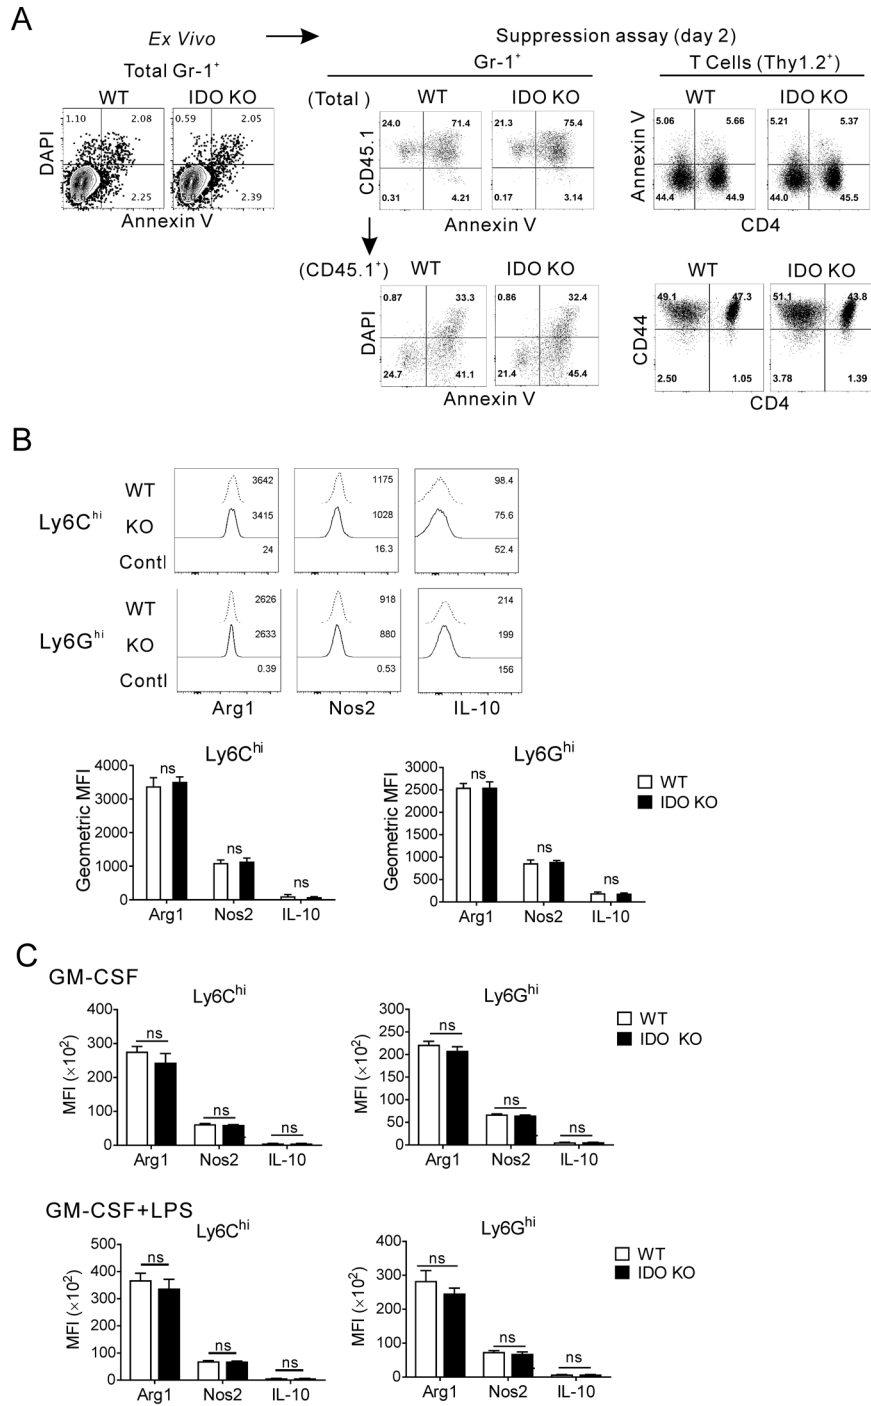 A
Ex Vivo
Suppression assay (day 2)
Total Gr-1+
Gr-1+
T Cells (Thy1.2+)
WT IDO KO
(Total ) WT IDO KO
WT IDO KO
1.10 2.08 0.59 2.05
2.25 2.39
DAPI
Annexin V
24.0 71.4 21.3 75.4
0.31 4.21 0.17 3.14
CD45.1
Annexin V
5.06 5.66 5.21 5.37
44.4 44.9 44.0 45.5
Annexin V
CD4
(CD45.1+) WT IDO KO
0.87 33.3 0.86 32.4
24.7 41.1 21.4 45.4
DAPI
Annexin V
WT IDO KO
49.1 47.3 51.1 43.8
2.50 1.05 3.78 1.39
CD44
CD4
B
Ly6Chi
WT 3642 1175 98.4
KO 3415 1028 75.6
Contl 24 16.3 52.4
Ly6Ghi
WT 2626 918 214
KO 2633 880 199
Contl 0.39 0.53 156
Arg1 Nos2 IL-10
Ly6Chi
Geometric MFI
4000
3000
2000
1000
0
ns ns ns
Arg1 Nos2 IL-10
Ly6Ghi
Geometric MFI
3000
2500
2000
1500
1000
500
0
ns ns ns
Arg1 Nos2 IL-10
WT
IDO KO
C
GM-CSF
Ly6Chi
MFI (×102)
400
300
200
100
0
ns ns ns
Arg1 Nos2 IL-10
Ly6Ghi
MFI (×102)
300
250
200
150
100
50
0
ns ns ns
Arg1 Nos2 IL-10
WT
IDO KO
GM-CSF+LPS
Ly6Chi
MFI (×102)
500
400
300
200
100
0
ns ns ns
Arg1 Nos2 IL-10
Ly6Ghi
MFI (×102)
400
300
200
100
0
ns ns ns
Arg1 Nos2 IL-10
WT
IDO KO